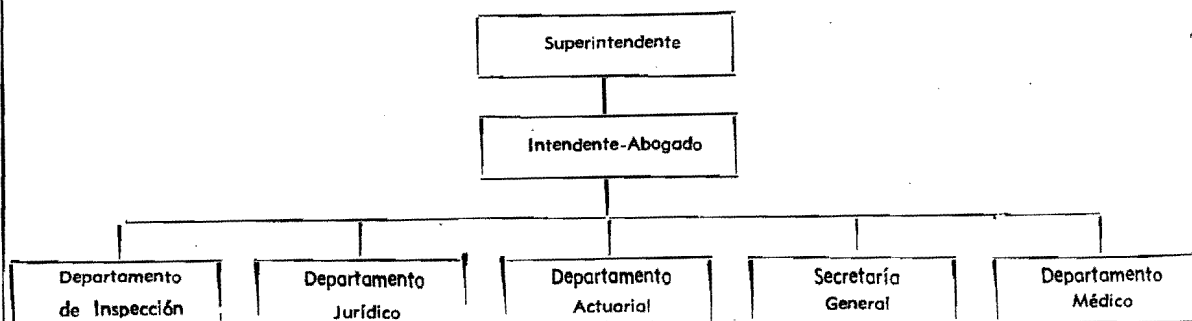 Superintendente
Intendente-Abogado
Departamento
de Inspección
Departamento
Jurídico
Departamento
Actuarial
Secretaría
General
Departamento
Médico